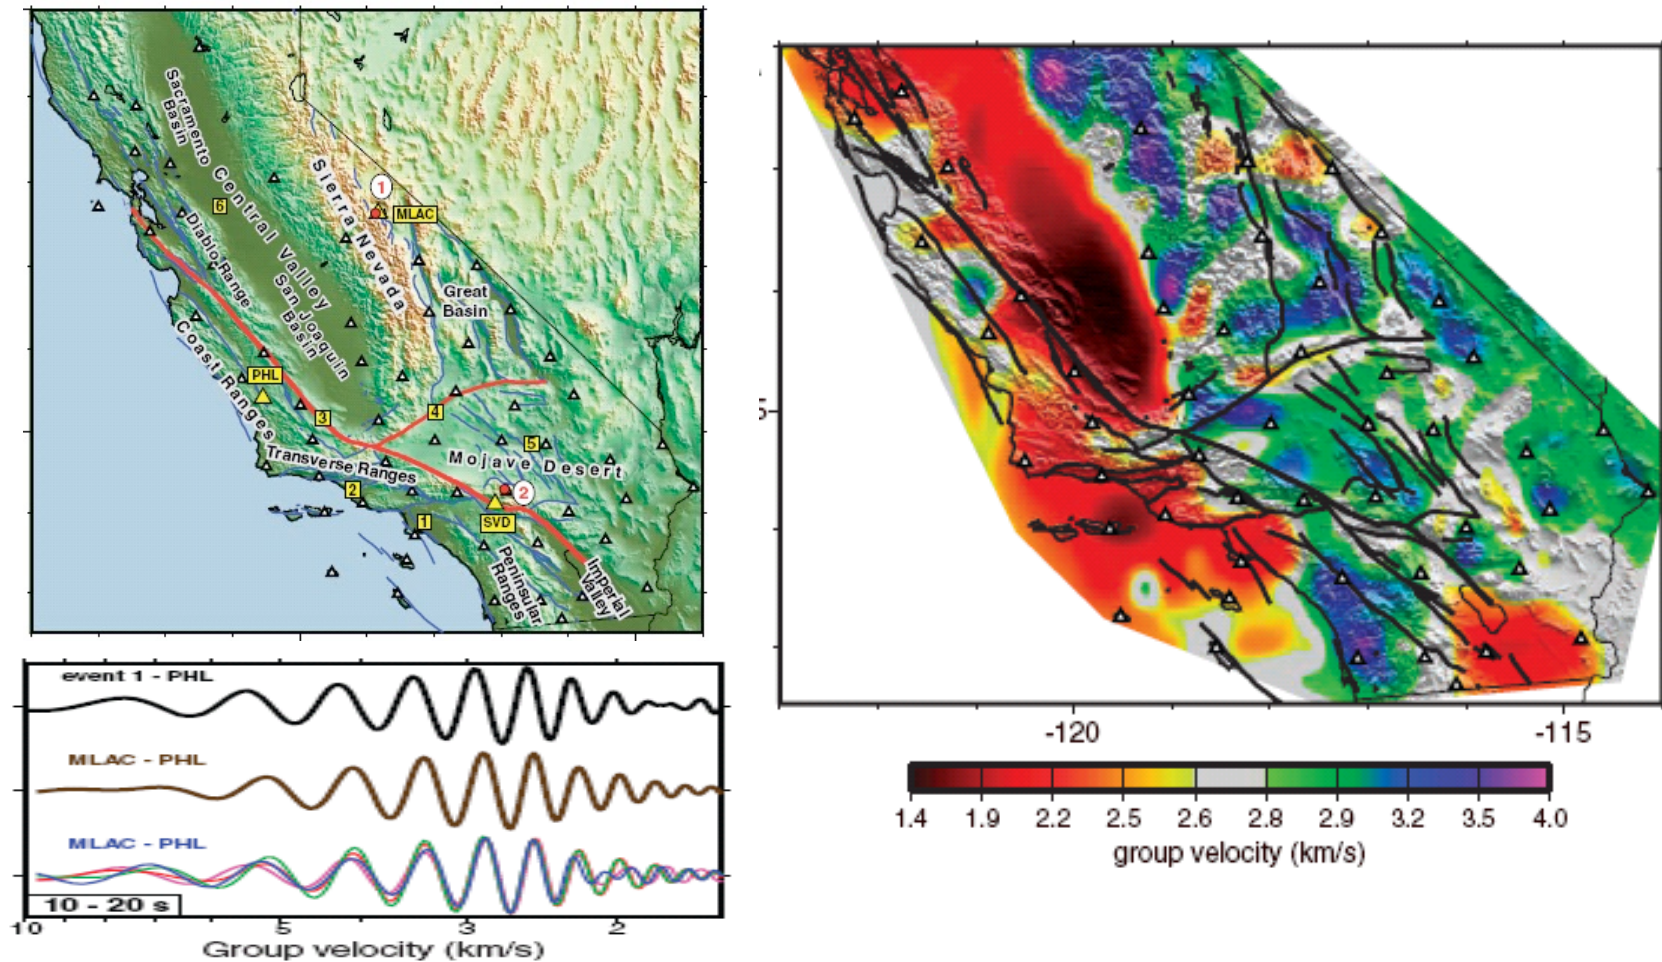 Sacramento
Basin
Central Valley
San Joaquin
Basin
Sierra Nevada
1
MLAC
6
Diablo Range
Great
Basin
Coast Ranges
PHL
3
4
5
Mojave Desert
Transverse Ranges
2
2
1
SVD
Peninsular
Ranges
Imperial
Valley
event 1 - PHL
MLAC - PHL
MLAC - PHL
10 - 20 s
10 5 3 2
Group velocity (km/s)
5
-120 -115
1.4 1.9 2.2 2.5 2.6 2.8 2.9 3.2 3.5 4.0
group velocity (km/s)